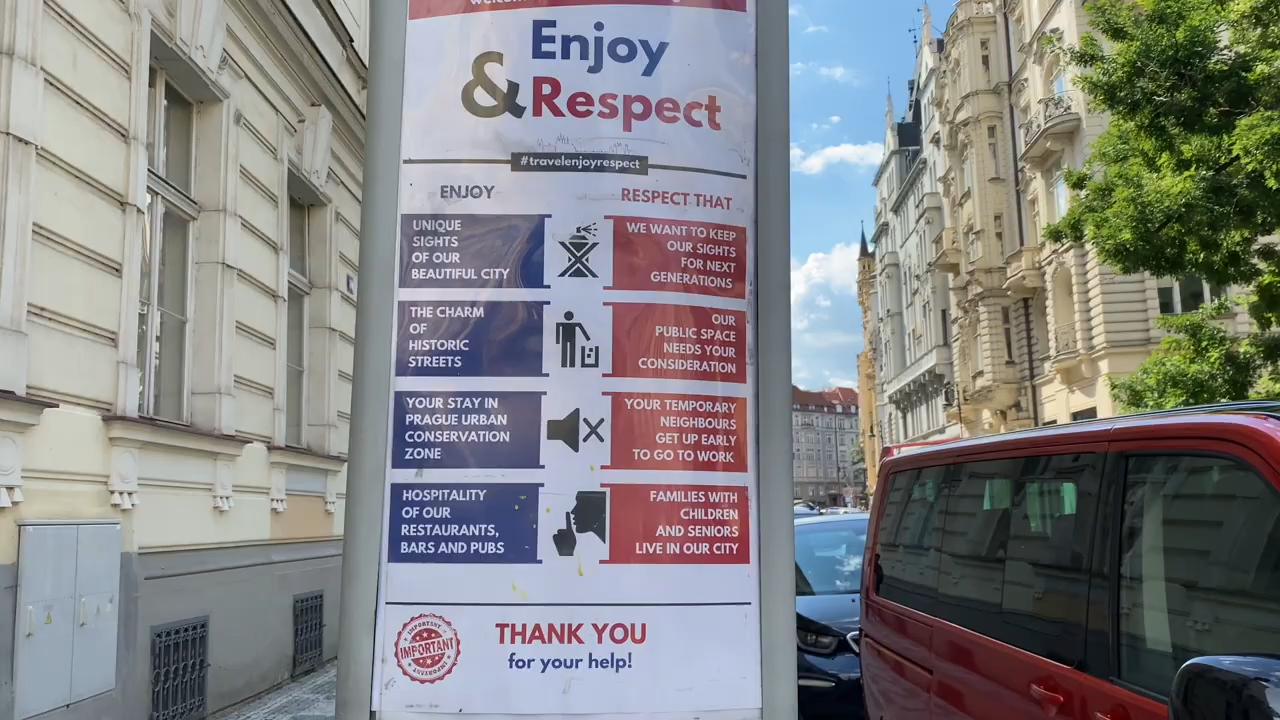 Enjoy
& Respect
#travelenjoyrespect
ENJOY
RESPECT THAT
UNIQUE
SIGHTS
OF OUR
BEAUTIFUL CITY
WE WANT TO KEEP
OUR SIGHTS
FOR NEXT
GENERATIONS
THE CHARM
OF
HISTORIC
STREETS
OUR
PUBLIC SPACE
NEEDS YOUR
CONSIDERATION
YOUR STAY IN
PRAGUE URBAN
CONSERVATION
ZONE
YOUR TEMPORARY
NEIGHBOURS
GET UP EARLY
TO GO TO WORK
HOSPITALITY
OF OUR
RESTAURANTS,
BARS AND PUBS
FAMILIES WITH
CHILDREN
AND SENIORS
LIVE IN OUR CITY
IMPORTANT
IMPORTANT
IMPORTANT
THANK YOU
for your help!